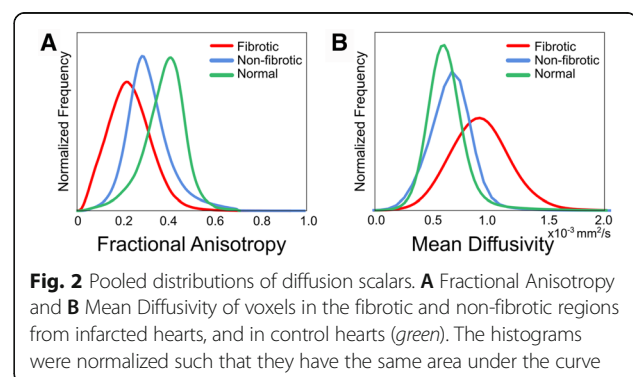 A
B
Fibrotic
Non-fibrotic
Normal
Fibrotic
Non-fibrotic
Normal
Normalized Frequency
Normalized Frequency
0 0.2 0.4 0.6 0.8 1.0
0.0 0.5 1.0 1.5 2.0
x10⁻³ mm²/s
Fractional Anisotropy
Mean Diffusivity
Fig. 2 Pooled distributions of diffusion scalars. A Fractional Anisotropy
and B Mean Diffusivity of voxels in the fibrotic and non-fibrotic regions
from infarcted hearts, and in control hearts (green). The histograms
were normalized such that they have the same area under the curve